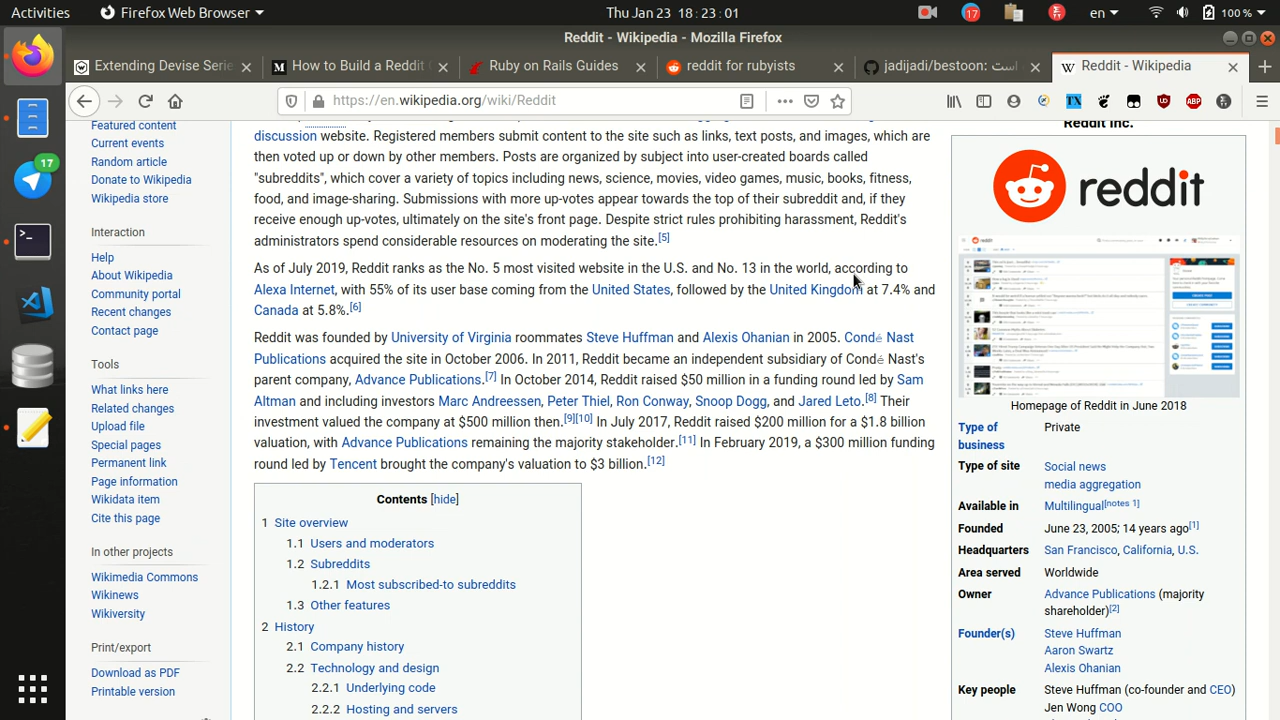 Activities Firefox Web Browser Thu Jan 23 18:23:01 17 en 100 %
Reddit - Wikipedia - Mozilla Firefox
Extending Devise Serie How to Build a Reddit C Ruby on Rails Guides reddit for rubyists jadijadi/bestoon: است Reddit - Wikipedia
https://en.wikipedia.org/wiki/Reddit
17
Featured content
Current events
Random article
Donate to Wikipedia
Wikipedia store
Interaction
Help
About Wikipedia
Community portal
Recent changes
Contact page
Tools
What links here
Related changes
Upload file
Special pages
Permanent link
Page information
Wikidata item
Cite this page
In other projects
Wikimedia Commons
Wikinews
Wikiversity
Print/export
Download as PDF
Printable version
discussion website. Registered members submit content to the site such as links, text posts, and images, which are
then voted up or down by other members. Posts are organized by subject into user-created boards called
"subreddits", which cover a variety of topics including news, science, movies, video games, music, books, fitness,
food, and image-sharing. Submissions with more up-votes appear towards the top of their subreddit and, if they
receive enough up-votes, ultimately on the site's front page. Despite strict rules prohibiting harassment, Reddit's
administrators spend considerable resources on moderating the site.[5]
As 2019, Reddit ranks as the No. 5 most visited website in the U.S. and No. the world, according to
with 55% of its user base coming from the United States, followed by the United Kingdom at 7.4% and
Canada [6]
Reddit was founded by University of Virginia roommates Steve Huffman and Alexis Ohanian in 2005. Condé Nast
acquired the site in October 2006. In 2011, Reddit became an independent subsidiary of Condé Nast's
parent company, Advance Publications.[7] In October 2014, Reddit raised $50 million in a funding round led by Sam
Altman and including investors Marc Andreessen, Peter Thiel, Ron Conway, Snoop Dogg, and Jared Leto.[8] Their
investment valued the company at $500 million then.[9][10] In July 2017, Reddit raised $200 million for a $1.8 billion
valuation, with Advance Publications remaining the majority stakeholder.[11] In February 2019, a $300 million funding
round led by Tencent brought the company's valuation to $3 billion.[12]
Contents [hide]
1 Site overview
1.1 Users and moderators
1.2 Subreddits
1.2.1 Most subscribed-to subreddits
1.3 Other features
2 History
2.1 Company history
2.2 Technology and design
2.2.1 Underlying code
2.2.2 Hosting and servers
Reddit Inc.
reddit
Homepage of Reddit in June 2018
Type of business Private
Type of site Social news
media aggregation
Available in Multilingual[notes 1]
Founded June 23, 2005; 14 years ago[1]
Headquarters San Francisco, California, U.S.
Area served Worldwide
Owner Advance Publications (majority
shareholder)[2]
Founder(s) Steve Huffman
Aaron Swartz
Alexis Ohanian
Key people Steve Huffman (co-founder and CEO)
Jen Wong COO